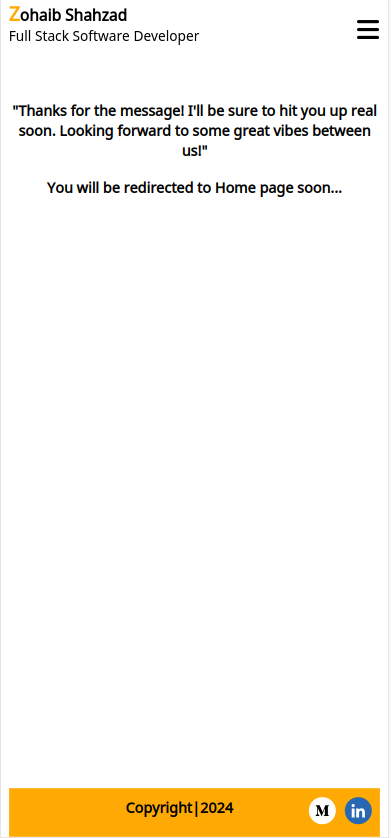 Zohaib Shahzad
Full Stack Software Developer
"Thanks for the message! I'll be sure to hit you up real
soon. Looking forward to some great vibes between
us!"
You will be redirected to Home page soon...
Copyright|2024
M
in